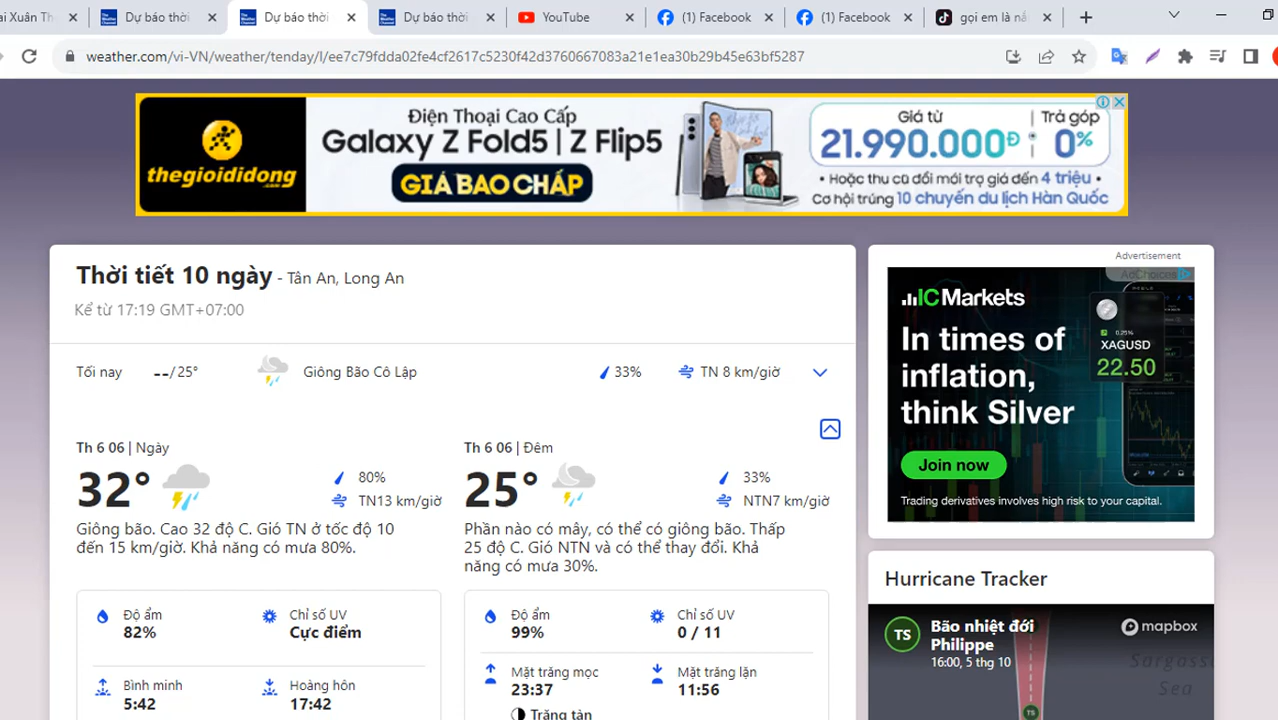 ai Xuân Th
Dự báo thời
Dự báo thời
Dự báo thời
YouTube
(1) Facebook
(1) Facebook
gọi em là nắ
weather.com/vi-VN/weather/tenday/l/ee7c79fdda02fe4cf2617c5230f42d3760667083a21e1ea30b29b45e63bf5287
thegioididong
.com
Điện Thoại Cao Cấp
Galaxy Z Fold5 | Z Flip5
GIÁ BAO CHẤP
Giá từ
21.990.000Đ
Trả góp
0%
• Hoặc thu cũ đổi mới trợ giá đến 4 triệu •
Cơ hội trúng 10 chuyến du lịch Hàn Quốc
Thời tiết 10 ngày - Tân An, Long An
Kể từ 17:19 GMT+07:00
Tối nay --/25° Giông Bão Cô Lập 33% TN 8 km/giờ
Th 6 06 | Ngày
32°
80%
TN13 km/giờ
Giông bão. Cao 32 độ C. Gió TN ở tốc độ 10
đến 15 km/giờ. Khả năng có mưa 80%.
Độ ẩm
82%
Chỉ số UV
Cực điểm
Bình minh
5:42
Hoàng hôn
17:42
Th 6 06 | Đêm
25°
33%
NTN7 km/giờ
Phần nào có mây, có thể có giông bão. Thấp
25 độ C. Gió NTN và có thể thay đổi. Khả
năng có mưa 30%.
Độ ẩm
99%
Chỉ số UV
0 / 11
Mặt trăng mọc
23:37
Trăng tàn
Mặt trăng lặn
11:56
Advertisement
AdChoices
ICMarkets
In times of
inflation,
think Silver
0.25%
XAGUSD
22.50
Join now
Trading derivatives involves high risk to your capital.
Hurricane Tracker
TS
Bão nhiệt đới
Philippe
16:00, 5 thg 10
mapbox
Sargasso
Sea
TS